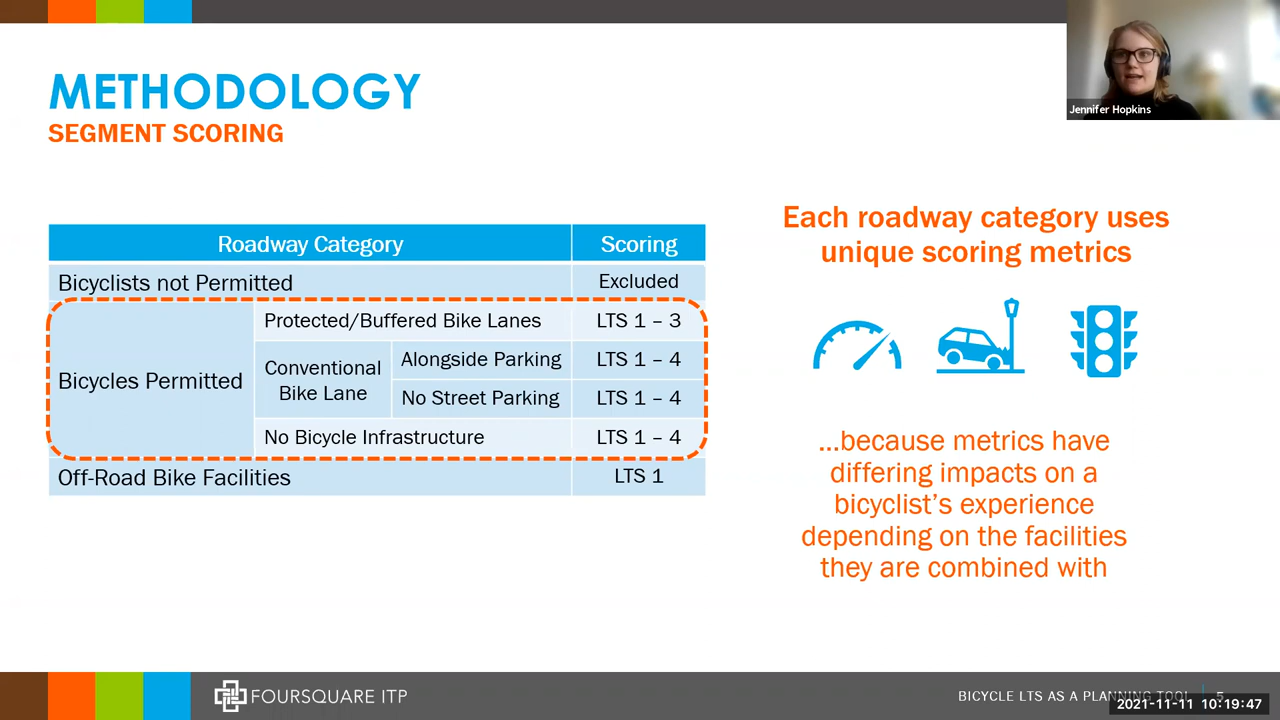 Jennifer Hopkins
METHODOLOGY
SEGMENT SCORING
Roadway Category Scoring
Bicyclists not Permitted Excluded
Bicycles Permitted
Protected/Buffered Bike Lanes LTS 1 – 3
Conventional
Bike Lane
Alongside Parking LTS 1 – 4
No Street Parking LTS 1 – 4
No Bicycle Infrastructure LTS 1 – 4
Off-Road Bike Facilities LTS 1
Each roadway category uses
unique scoring metrics
...because metrics have
differing impacts on a
bicyclist's experience
depending on the facilities
they are combined with
FOURSQUARE ITP
BICYCLE LTS AS A PLANNING TOOL 5
2021-11-11 10:19:47